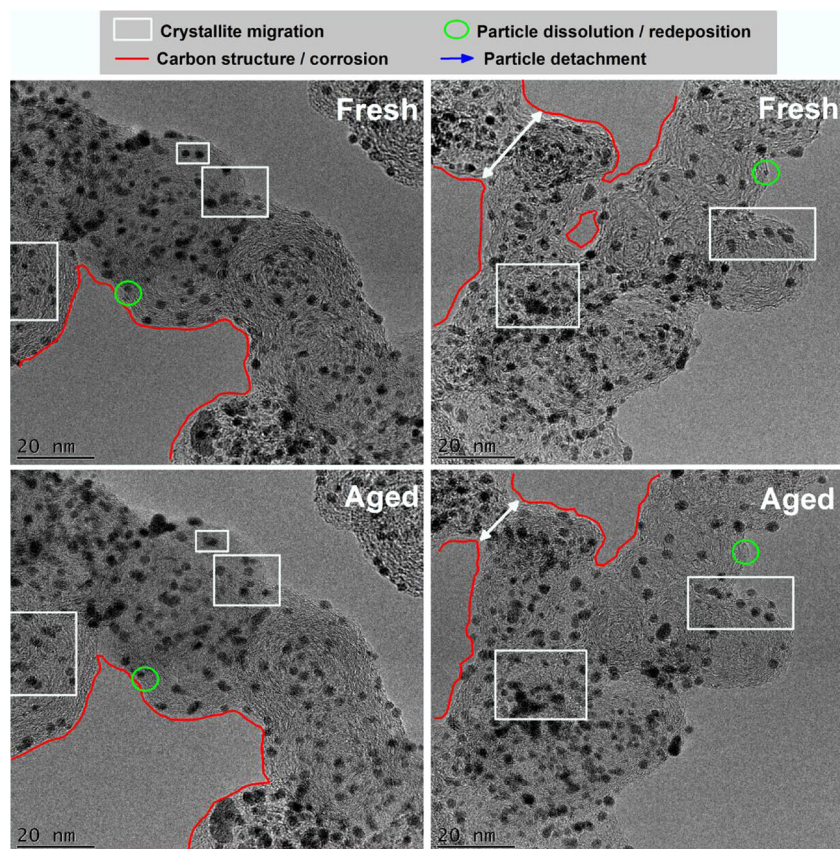 Crystallite migration
Particle dissolution / redeposition
Carbon structure / corrosion
Particle detachment
Fresh
Fresh
20 nm
20 nm
Aged
Aged
20 nm
20 nm